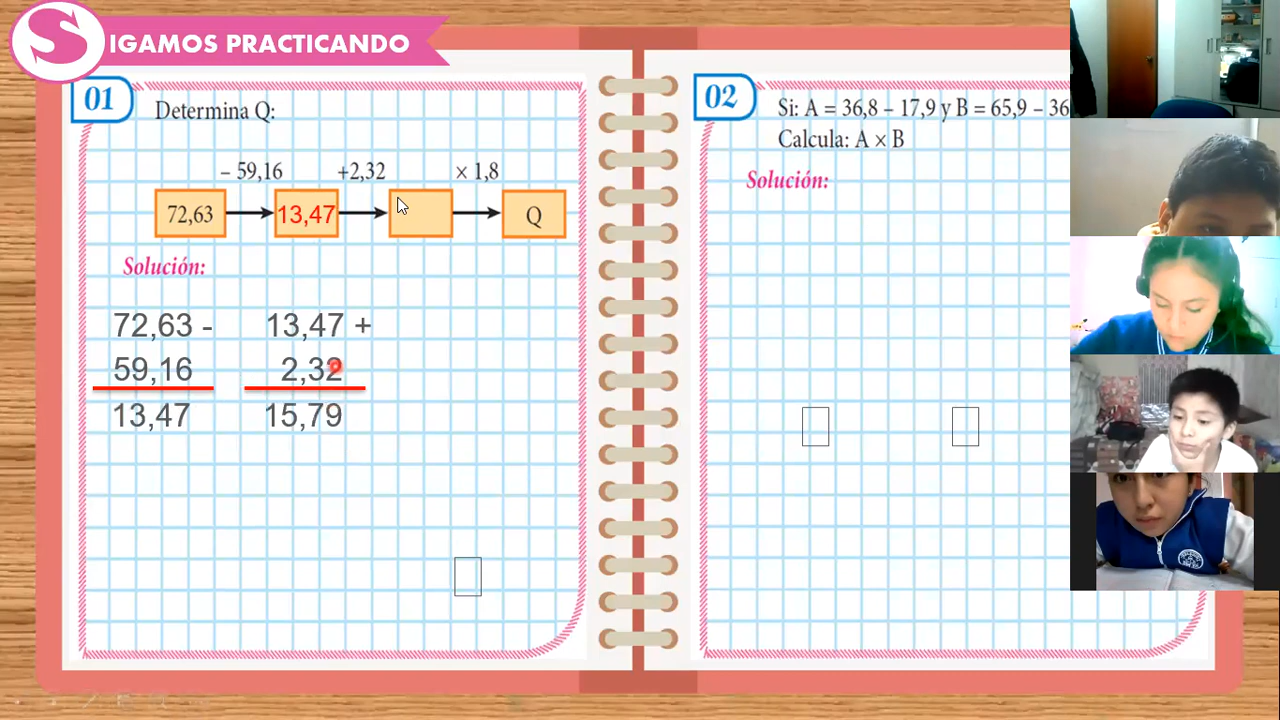 SIGAMOS PRACTICANDO
01
Determina Q:
– 59,16 +2,32 × 1,8
72,63 13,47 Q
Solución:
72,63 - 13,47 +
59,16 2,32
13,47 15,79
02
Si: A = 36,8 – 17,9 y B = 65,9 – 36
Calcula: A × B
Solución: